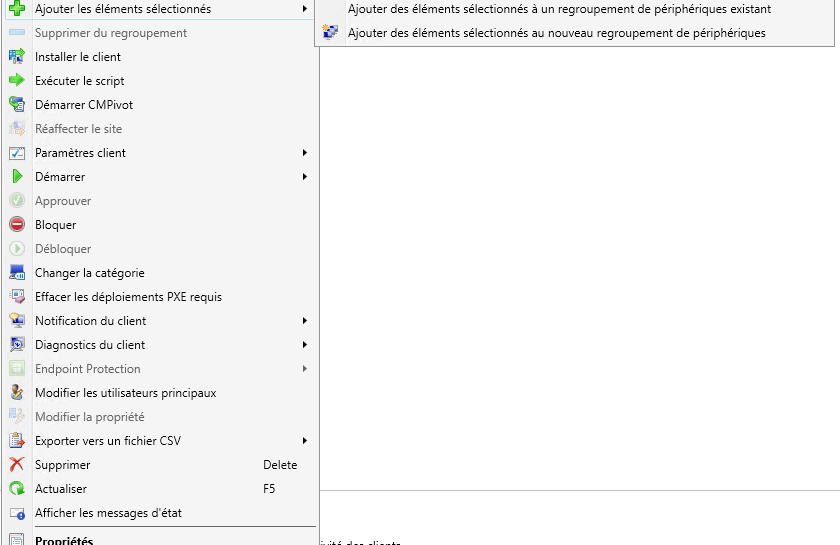 Ajouter les éléments sélectionnés
Ajouter des éléments sélectionnés à un regroupement de périphériques existant
Supprimer du regroupement
Ajouter des éléments sélectionnés au nouveau regroupement de périphériques
Installer le client
Exécuter le script
Démarrer CMPivot
Réaffecter le site
Paramètres client
Démarrer
Approuver
Bloquer
Débloquer
Changer la catégorie
Effacer les déploiements PXE requis
Notification du client
Diagnostics du client
Endpoint Protection
Modifier les utilisateurs principaux
Modifier la propriété
Exporter vers un fichier CSV
Supprimer Delete
Actualiser F5
Afficher les messages d'état
Propriétés
des clients